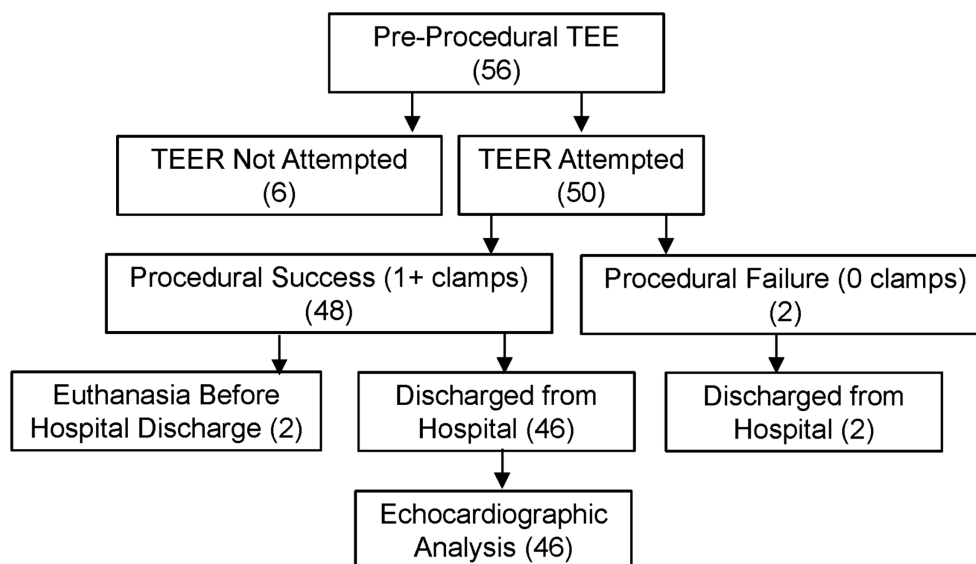 Pre-Procedural TEE
(56)
TEER Not Attempted
(6)
TEER Attempted
(50)
Procedural Success (1+ clamps)
(48)
Procedural Failure (0 clamps)
(2)
Euthanasia Before
Hospital Discharge (2)
Discharged from
Hospital (46)
Discharged from
Hospital (2)
Echocardiographic
Analysis (46)